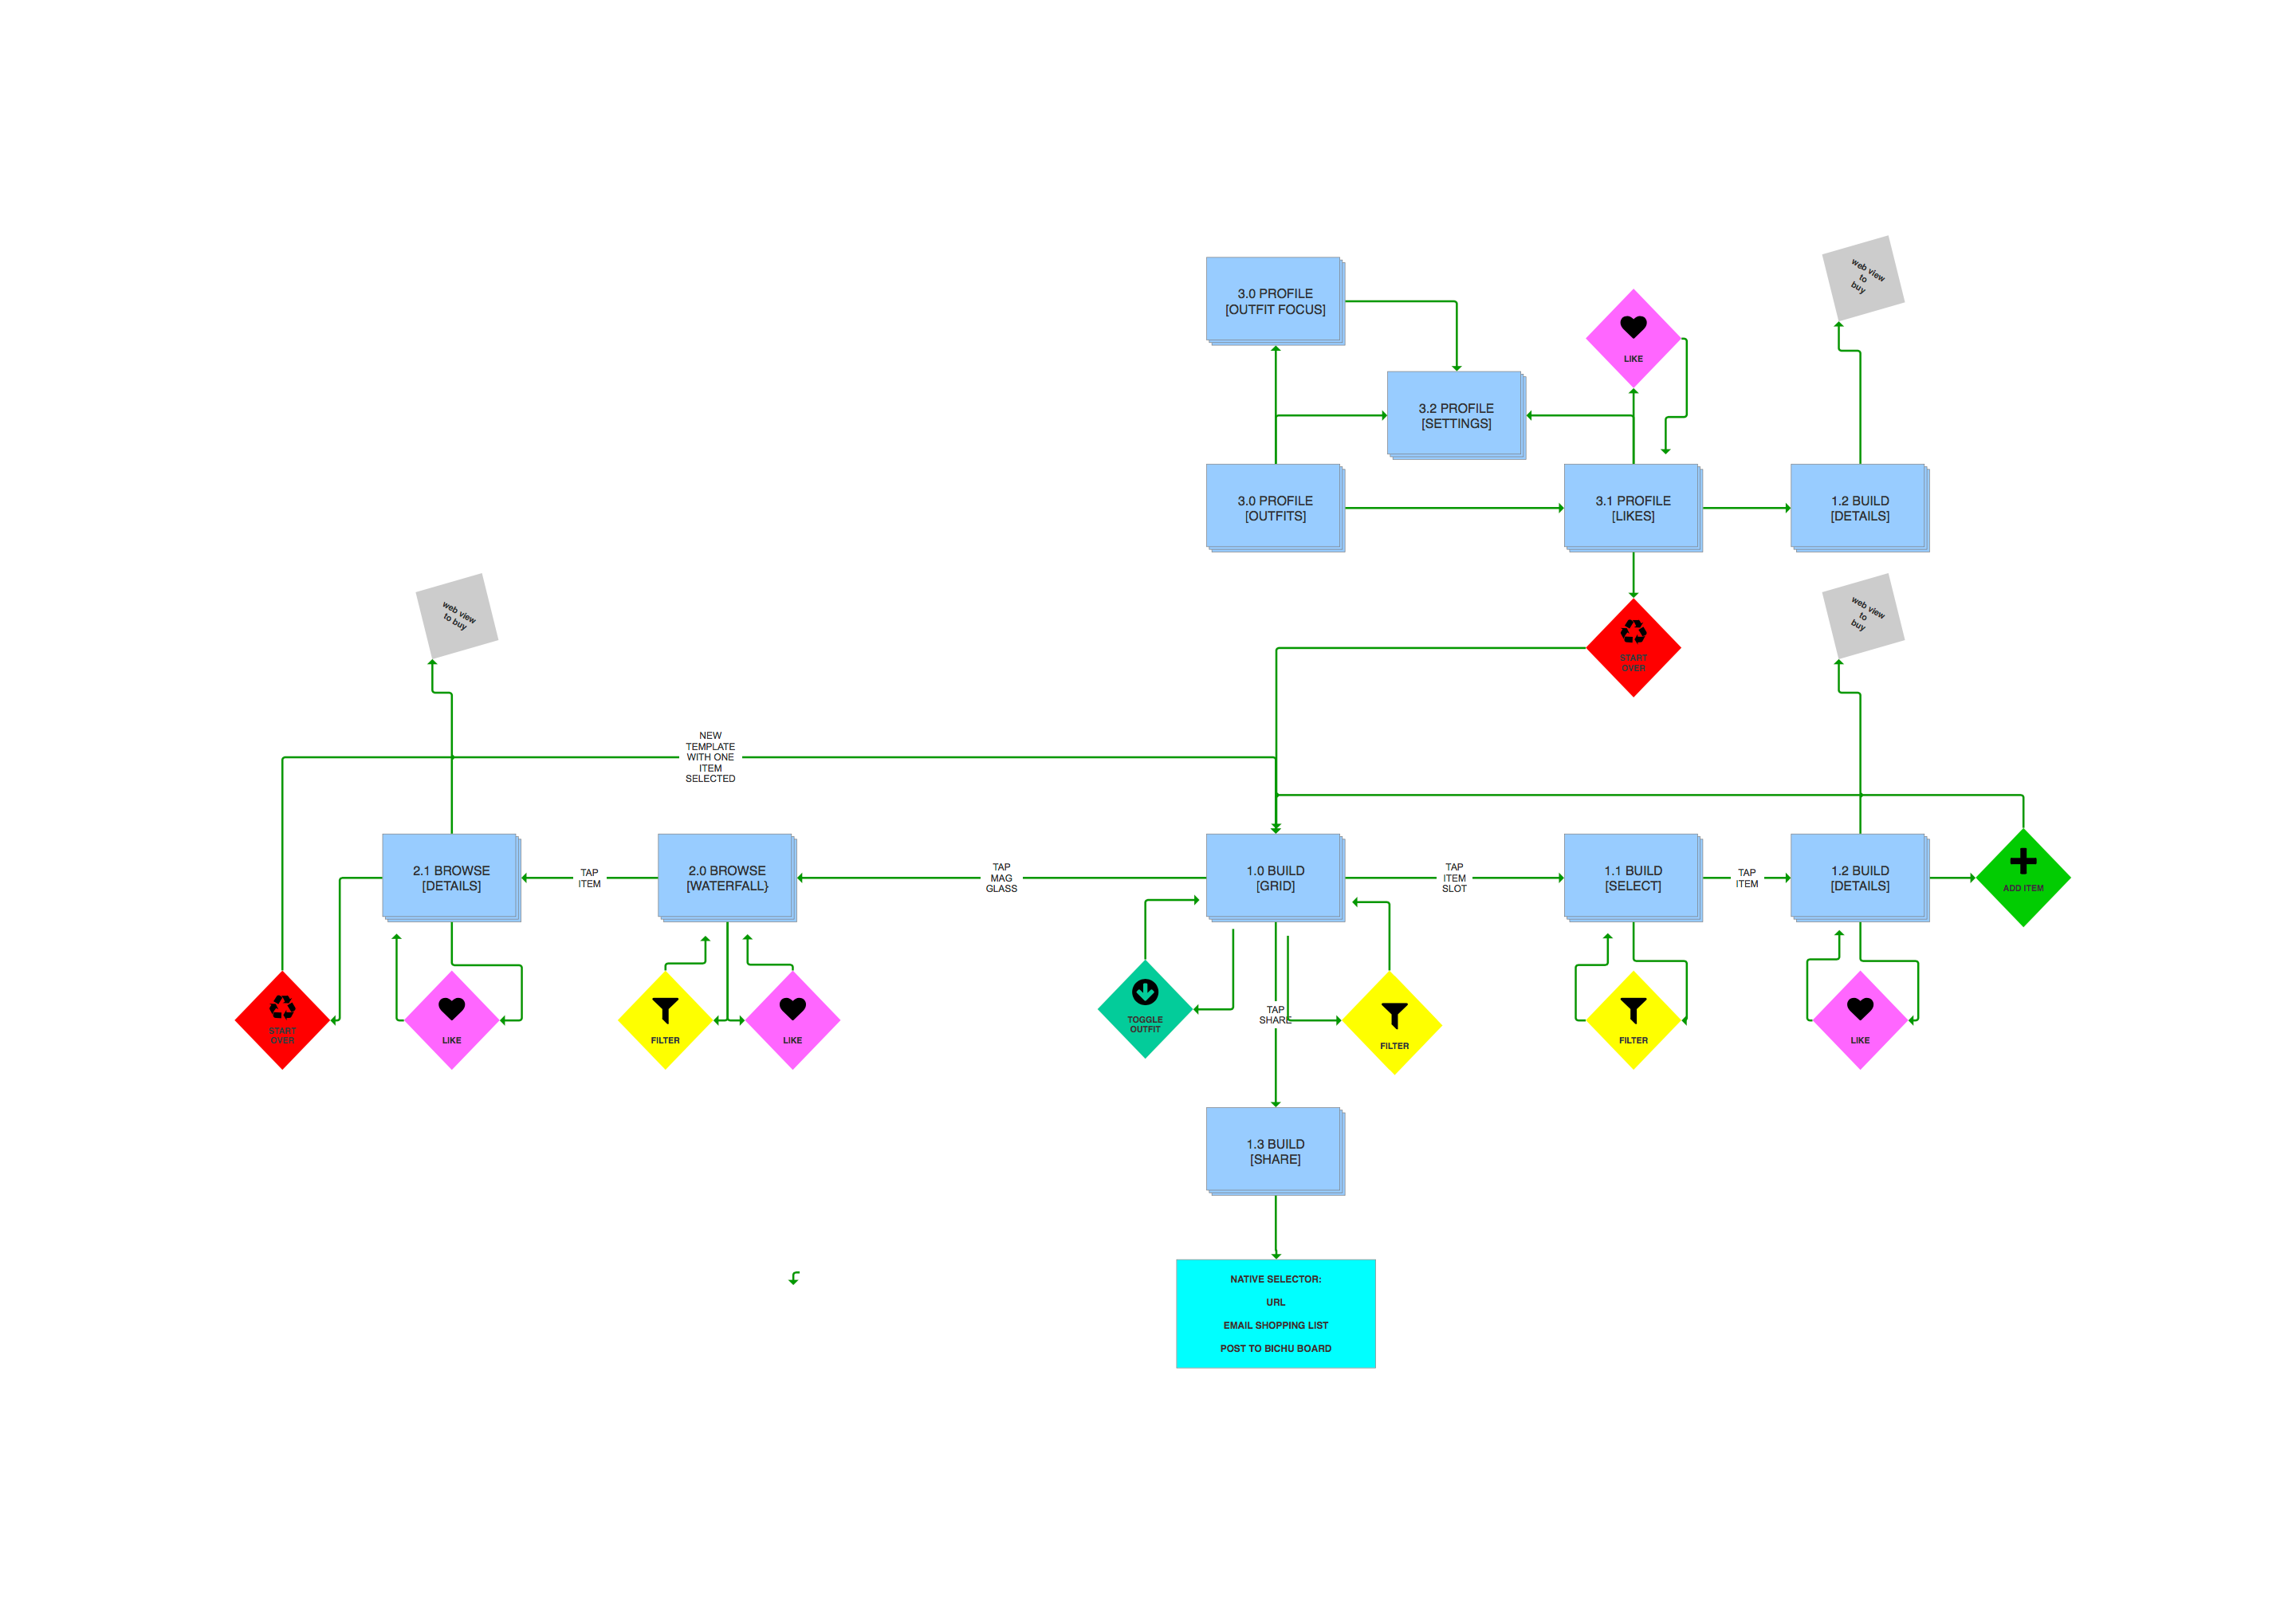 3.0 PROFILE
[OUTFIT FOCUS]
web view
to
buy
LIKE
3.2 PROFILE
[SETTINGS]
3.0 PROFILE
[OUTFITS]
3.1 PROFILE
[LIKES]
1.2 BUILD
[DETAILS]
web view
to buy
web view
to
buy
START
OVER
NEW
TEMPLATE
WITH ONE
ITEM
SELECTED
2.1 BROWSE
[DETAILS]
TAP
ITEM
2.0 BROWSE
[WATERFALL}
TAP
MAG
GLASS
1.0 BUILD
[GRID]
TAP
ITEM
SLOT
1.1 BUILD
[SELECT]
TAP
ITEM
1.2 BUILD
[DETAILS]
ADD ITEM
START
OVER
LIKE
FILTER
LIKE
TOGGLE
OUTFIT
TAP
SHARE
FILTER
FILTER
LIKE
1.3 BUILD
[SHARE]
NATIVE SELECTOR:
URL
EMAIL SHOPPING LIST
POST TO BICHU BOARD